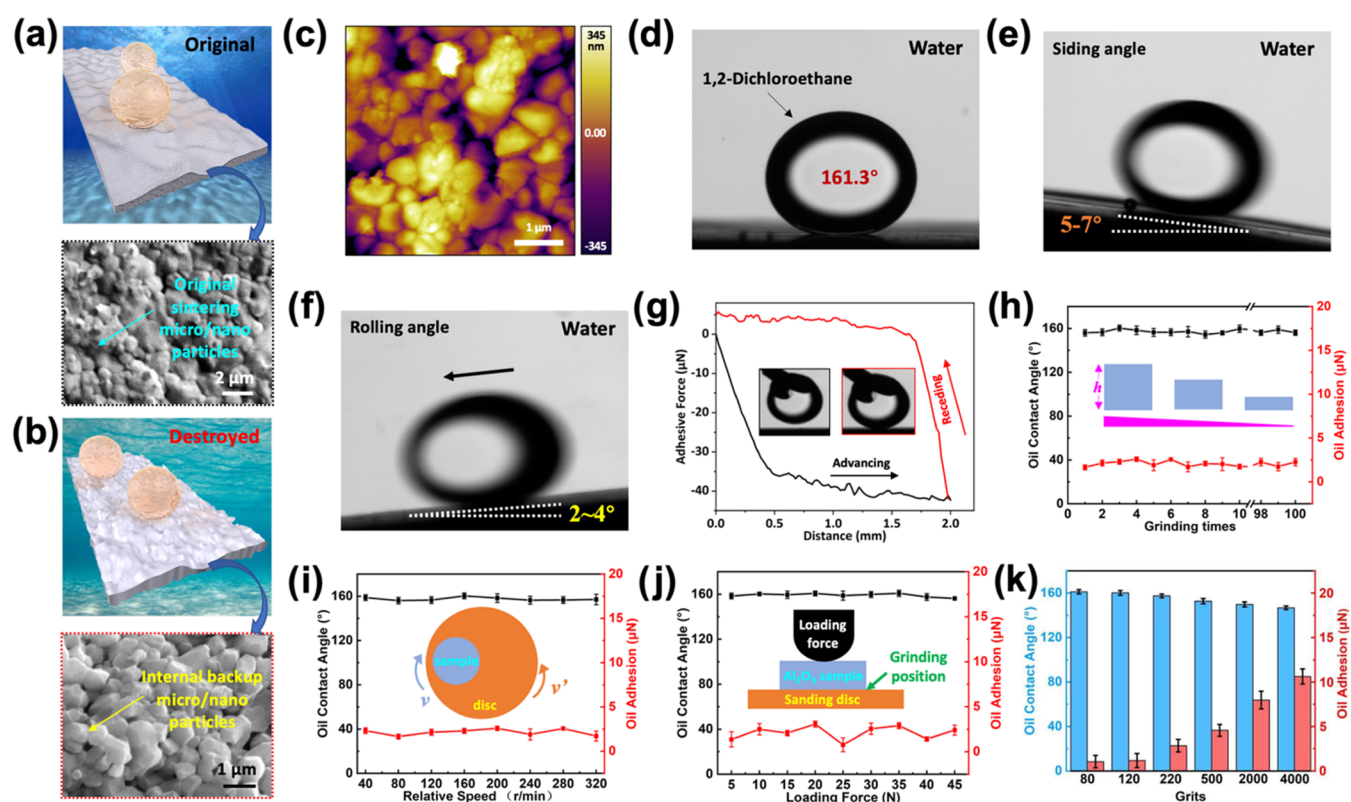 (a)
Original
Original
sintering
micro/nano
particles
2 μm
(b)
Destroyed
Internal backup
micro/nano
particles
1 μm
(c)
345
nm
0.00
-345
1 μm
(d)
Water
1,2-Dichloroethane
161.3°
(e)
Siding angle
Water
5-7°
(f)
Rolling angle
Water
2~4°
(g)
Adhesive Force (μN)
0
-10
-20
-30
-40
Receding
Advancing
0.0 0.5 1.0 1.5 2.0
Distance (mm)
(h)
Oil Contact Angle (°)
160
120
80
40
0
h
20
15
10
5
0
Oil Adhesion (μN)
0 2 4 6 8 10 98 100
Grinding times
(i)
Oil Contact Angle (°)
160
120
80
40
0
sample
disc
v
v’
20
15
10
5
0
Oil Adhesion (μN)
40 80 120 160 200 240 280 320
Relative Speed （r/min)
(j)
Oil Contact Angle (°)
160
120
80
40
0
Loading
force
Grinding
position
Al₂O₃ sample
Sanding disc
20
15
10
5
0
Oil Adhesion (μN)
5 10 15 20 25 30 35 40 45
Loading Force (N)
(k)
Oil Contact Angle (°)
160
120
80
40
0
20
15
10
5
0
Oil Adhesion (μN)
80 120 220 500 2000 4000
Grits